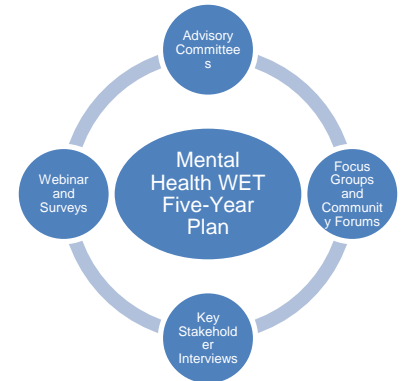 Advisory
Committee
s
Mental
Health WET
Five-Year
Plan
Webinar
and
Surveys
Focus
Groups
and
Communit
y Forums
Key
Stakehold
er
Interviews